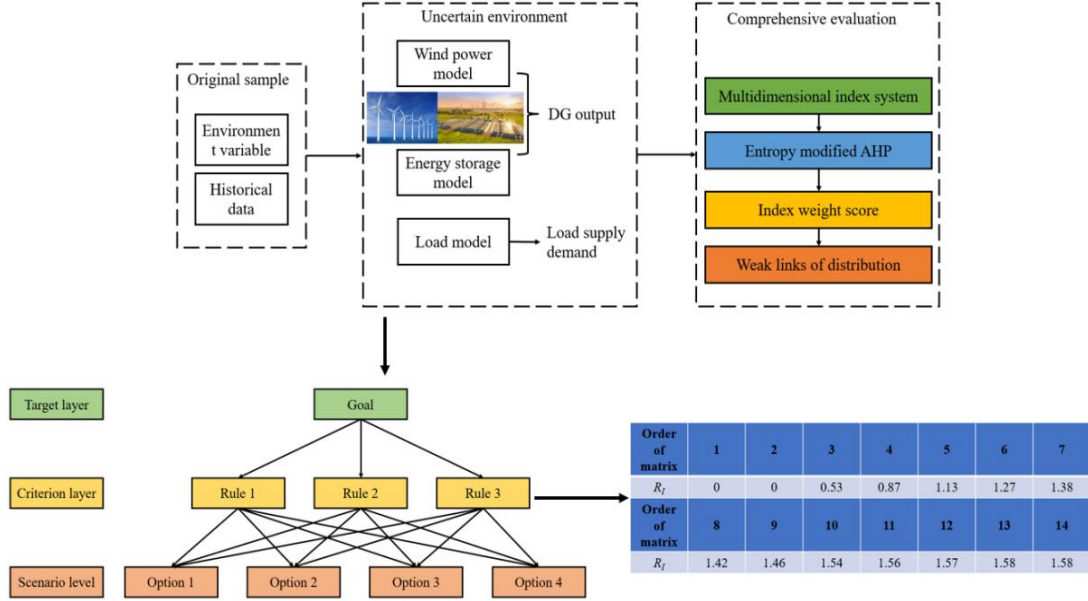 Original sample
Environmen
t variable
Historical
data
Uncertain environment
Wind power
model
DG output
Energy storage
model
Load model
Load supply
demand
Comprehensive evaluation
Multidimensional index system
Entropy modified AHP
Index weight score
Weak links of distribution
Target layer
Goal
Criterion layer
Rule 1
Rule 2
Rule 3
Scenario level
Option 1
Option 2
Option 3
Option 4
Order
of
matrix
1 2 3 4 5 6 7
R_I 0 0 0.53 0.87 1.13 1.27 1.38
Order
of
matrix
8 9 10 11 12 13 14
R_I 1.42 1.46 1.54 1.56 1.57 1.58 1.58